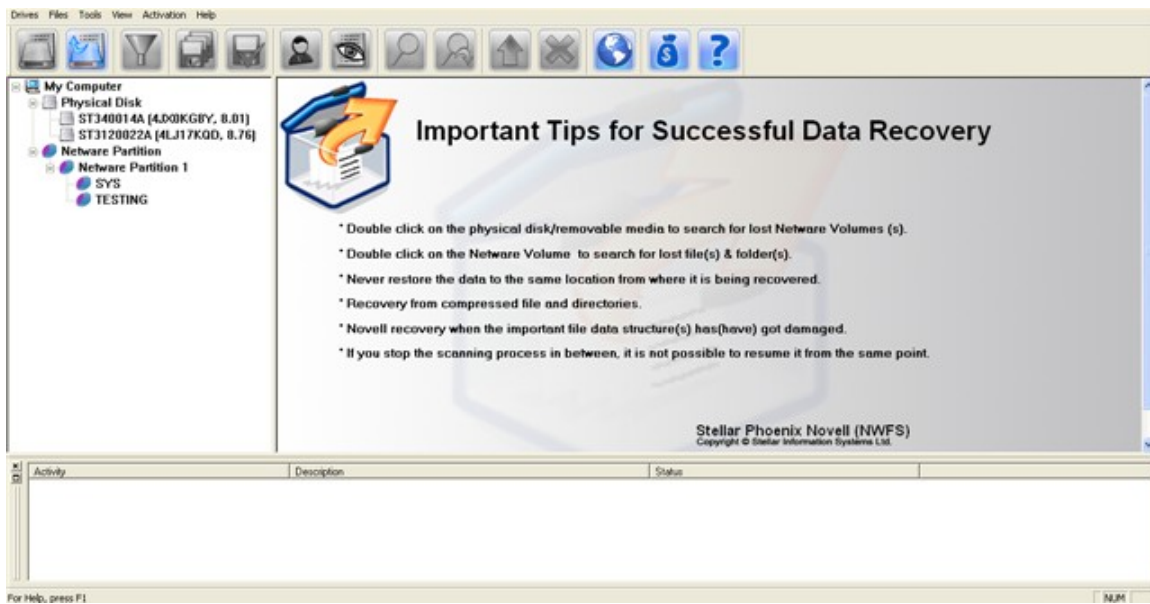 Drives Files Tools View Activation Help
My Computer
Physical Disk
ST340014A (4JX0KGBY, 8.01)
ST3120022A (4LJ17KQD, 8.76)
Netware Partition
Netware Partition 1
SYS
TESTING
Important Tips for Successful Data Recovery
* Double click on the physical disk/removable media to search for lost Netware Volumes (s).
* Double click on the Netware Volume to search for lost file(s) & folder(s).
* Never restore the data to the same location from where it is being recovered.
* Recovery from compressed file and directories.
* Novell recovery when the important file data structure(s) has(have) got damaged.
* If you stop the scanning process in between, it is not possible to resume it from the same point.
Stellar Phoenix Novell (NWFS)
Copyright © Stellar Information Systems Ltd.
Activity Description Status
For Help, press F1 NUM